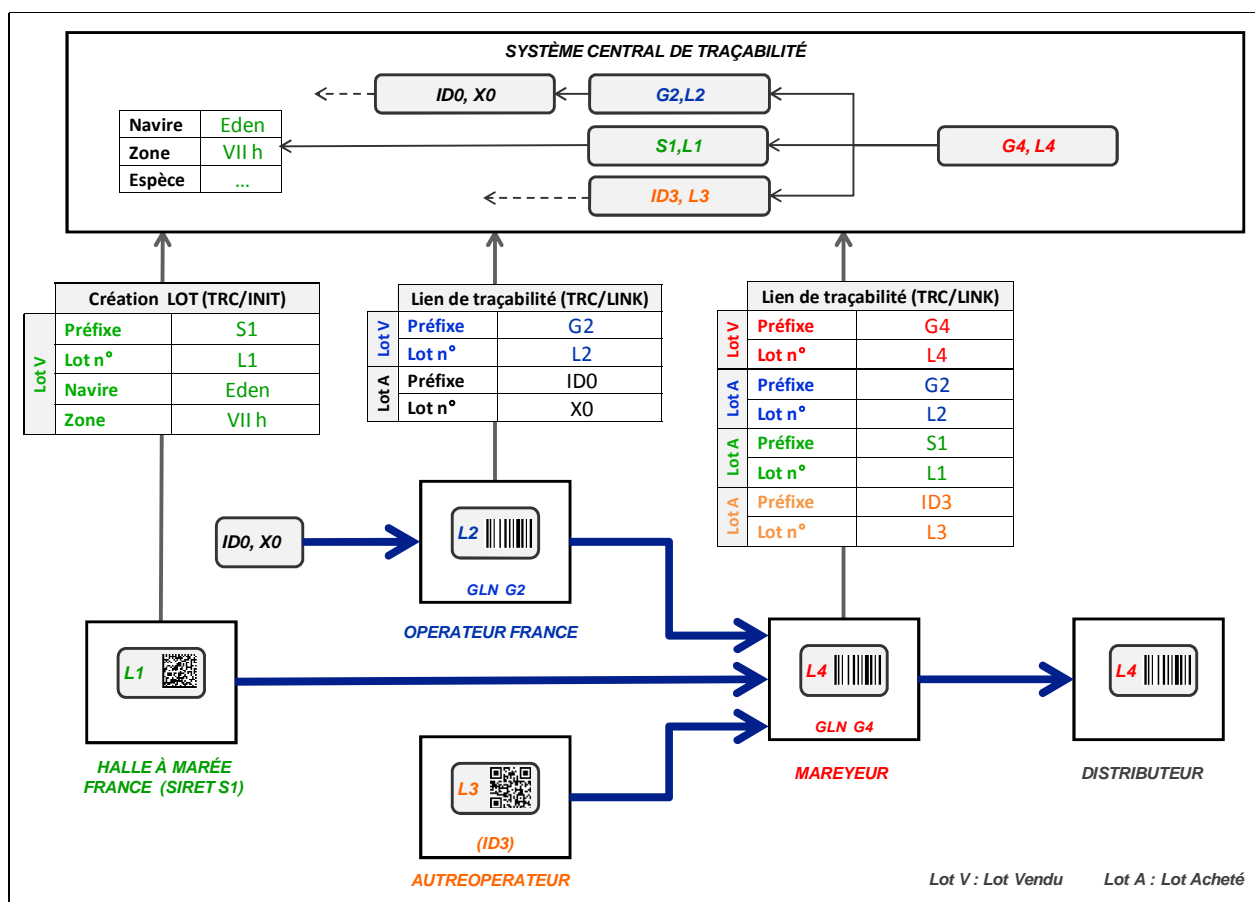 SYSTÈME CENTRAL DE TRAÇABILITÉ
ID0, X0
G2,L2
Navire Eden
Zone VII h
Espèce ...
S1,L1
G4, L4
ID3, L3
Création LOT (TRC/INIT)
Lot V
Préfixe S1
Lot n° L1
Navire Eden
Zone VII h
Lien de traçabilité (TRC/LINK)
Lot V
Préfixe G2
Lot n° L2
Lot A
Préfixe ID0
Lot n° X0
Lien de traçabilité (TRC/LINK)
Lot V
Préfixe G4
Lot n° L4
Lot A
Préfixe G2
Lot n° L2
Lot A
Préfixe S1
Lot n° L1
Lot A
Préfixe ID3
Lot n° L3
ID0, X0
L2
GLN G2
OPERATEUR FRANCE
L1
HALLE À MARÉE
FRANCE (SIRET S1)
L4
GLN G4
MAREYEUR
L4
DISTRIBUTEUR
L3
(ID3)
AUTREOPERATEUR
Lot V : Lot Vendu Lot A : Lot Acheté